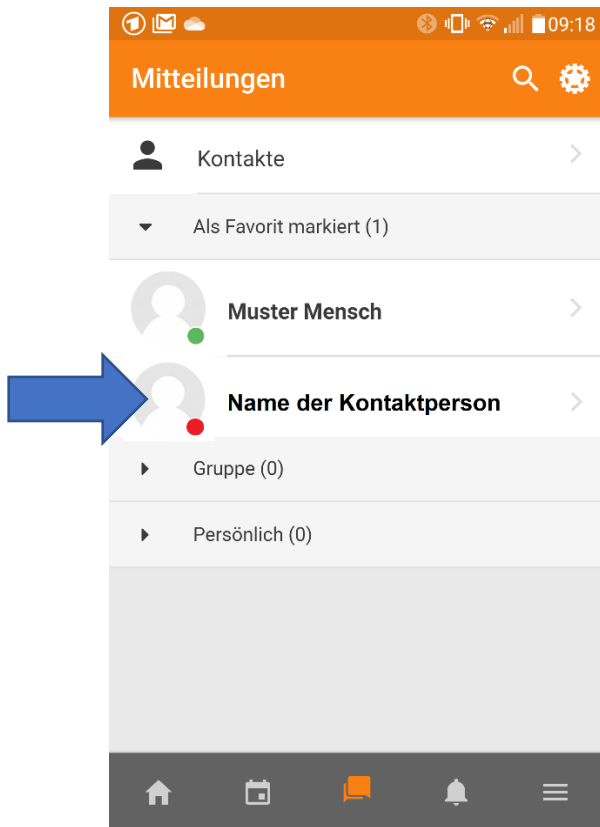 09:18
Mitteilungen
Kontakte
Als Favorit markiert (1)
Muster Mensch
Name der Kontaktperson
Gruppe (0)
Persönlich (0)